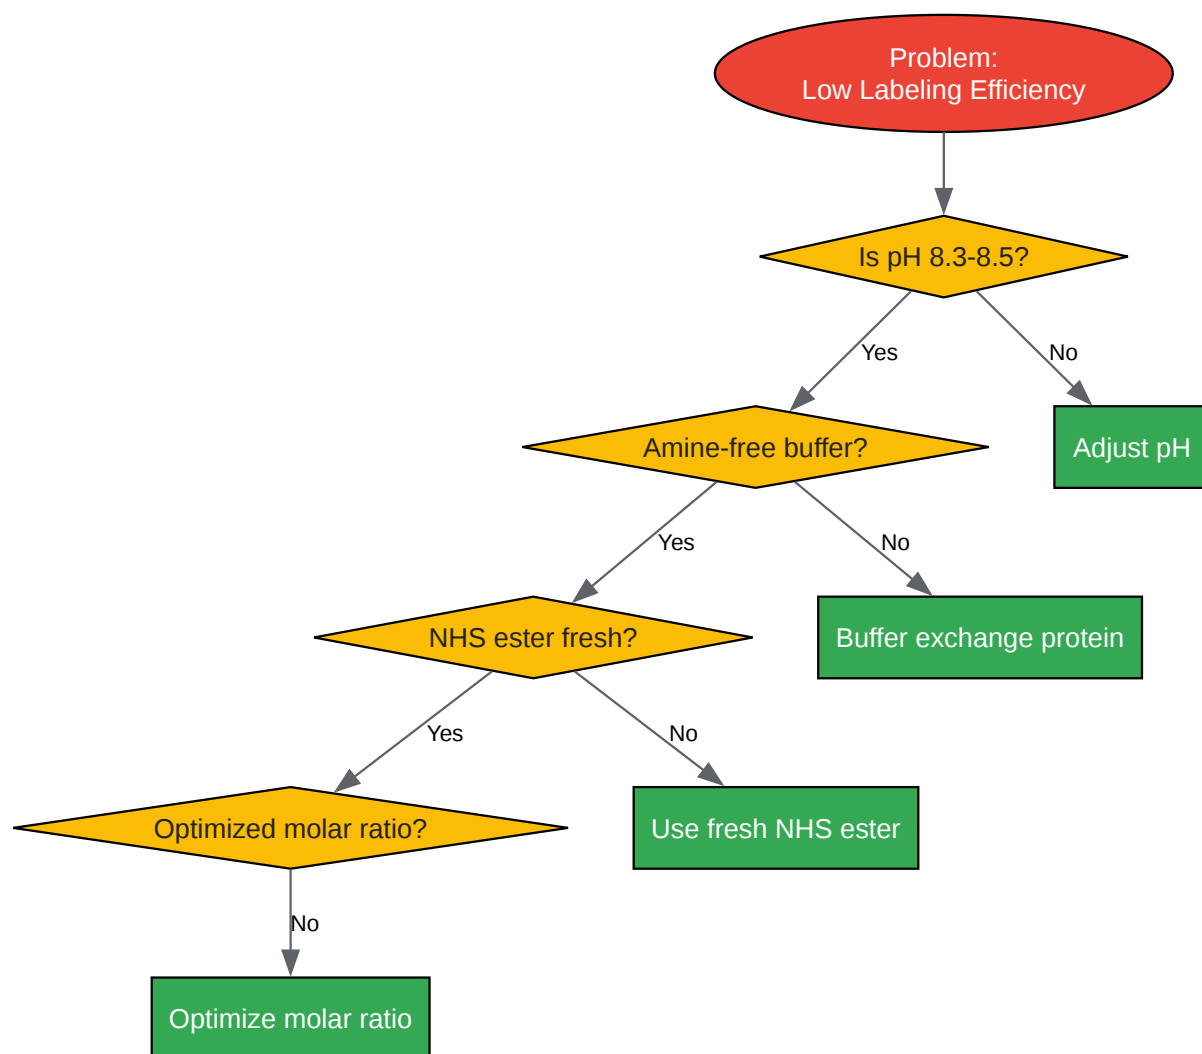 Problem:
Low Labeling Efficiency
Is pH 8.3-8.5?
Yes
No
Amine-free buffer?
Adjust pH
Yes
No
NHS ester fresh?
Buffer exchange protein
Yes
No
Optimized molar ratio?
Use fresh NHS ester
No
Optimize molar ratio